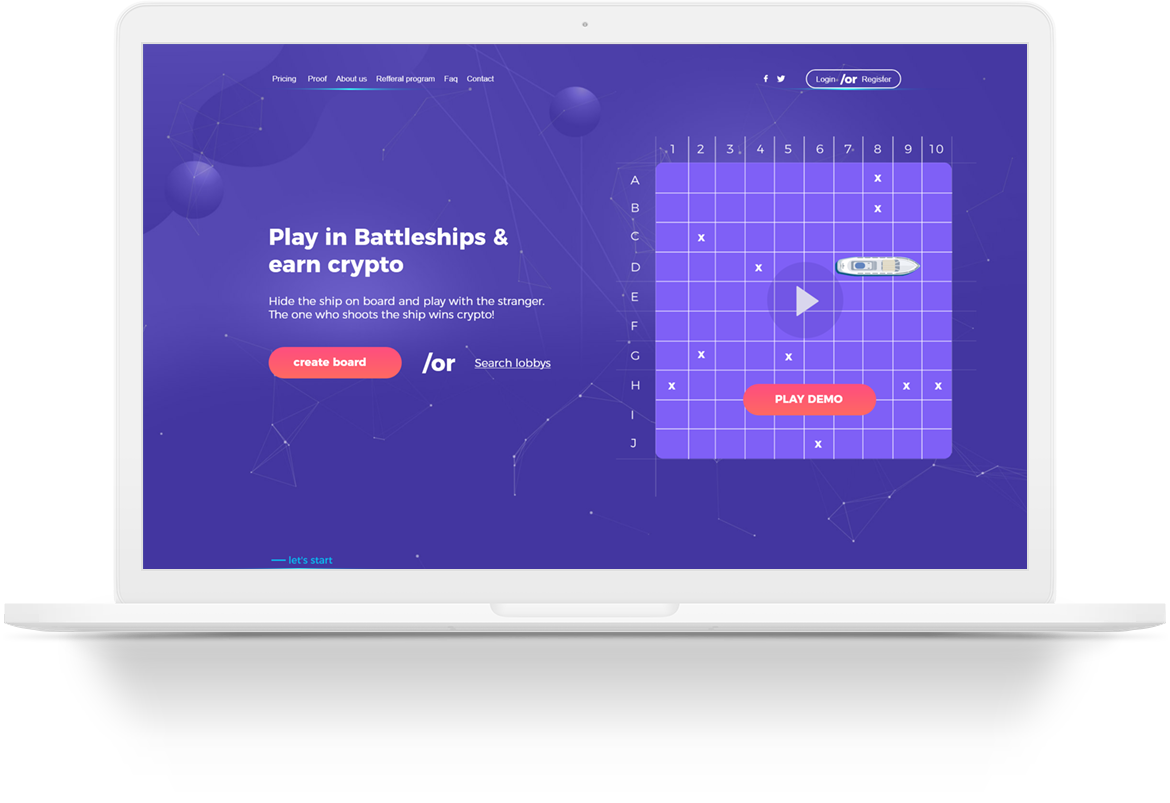 Pricing Proof About us Refferal program Faq Contact
Login /or Register
Play in Battleships &
earn crypto
Hide the ship on board and play with the stranger.
The one who shoots the ship wins crypto!
create board /or Search lobbys
1 2 3 4 5 6 7 8 9 10
A x
B x
C x
D x
E
F
G x x
H x x x
PLAY DEMO
I
J x
let's start